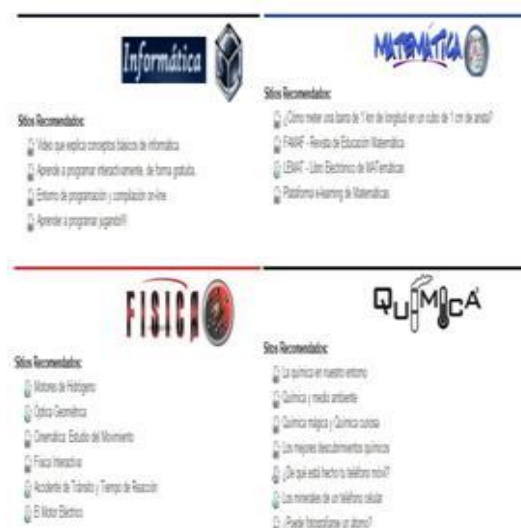 Informática
Sitios Recomendados:
Video que explica conceptos básicos de informática
Aprende a programar interactivamente, de forma gratuita.
Entorno de programación y compilación on-line
Aprender a programar jugando!!!
MATEMÁTICA
Sitios Recomendados:
¿Cómo meter una barra de 1 km de longitud en un cubo de 1 cm de arista?
FAMAF - Revista de Educación Matemática
LEMAT - Libro Electrónico de MATemáticas
Plataforma e-learning de Matemáticas
FISICA
Sitios Recomendados:
Motores de Hidrógeno
Optica Geométrica
Cinemática: Estudio del Movimiento
Física Interactiva
Accidente de Tránsito y Tiempo de Reacción
El Motor Eléctrico
QUÍMICA
Sitios Recomendados:
La química en nuestro entorno
Química y medio ambiente
Química mágica y Química curiosa
Los mejores descubrimientos químicos
¿De qué está hecho tu teléfono móvil?
Los minerales de un teléfono celular
¿Puede fotografiarse un átomo?